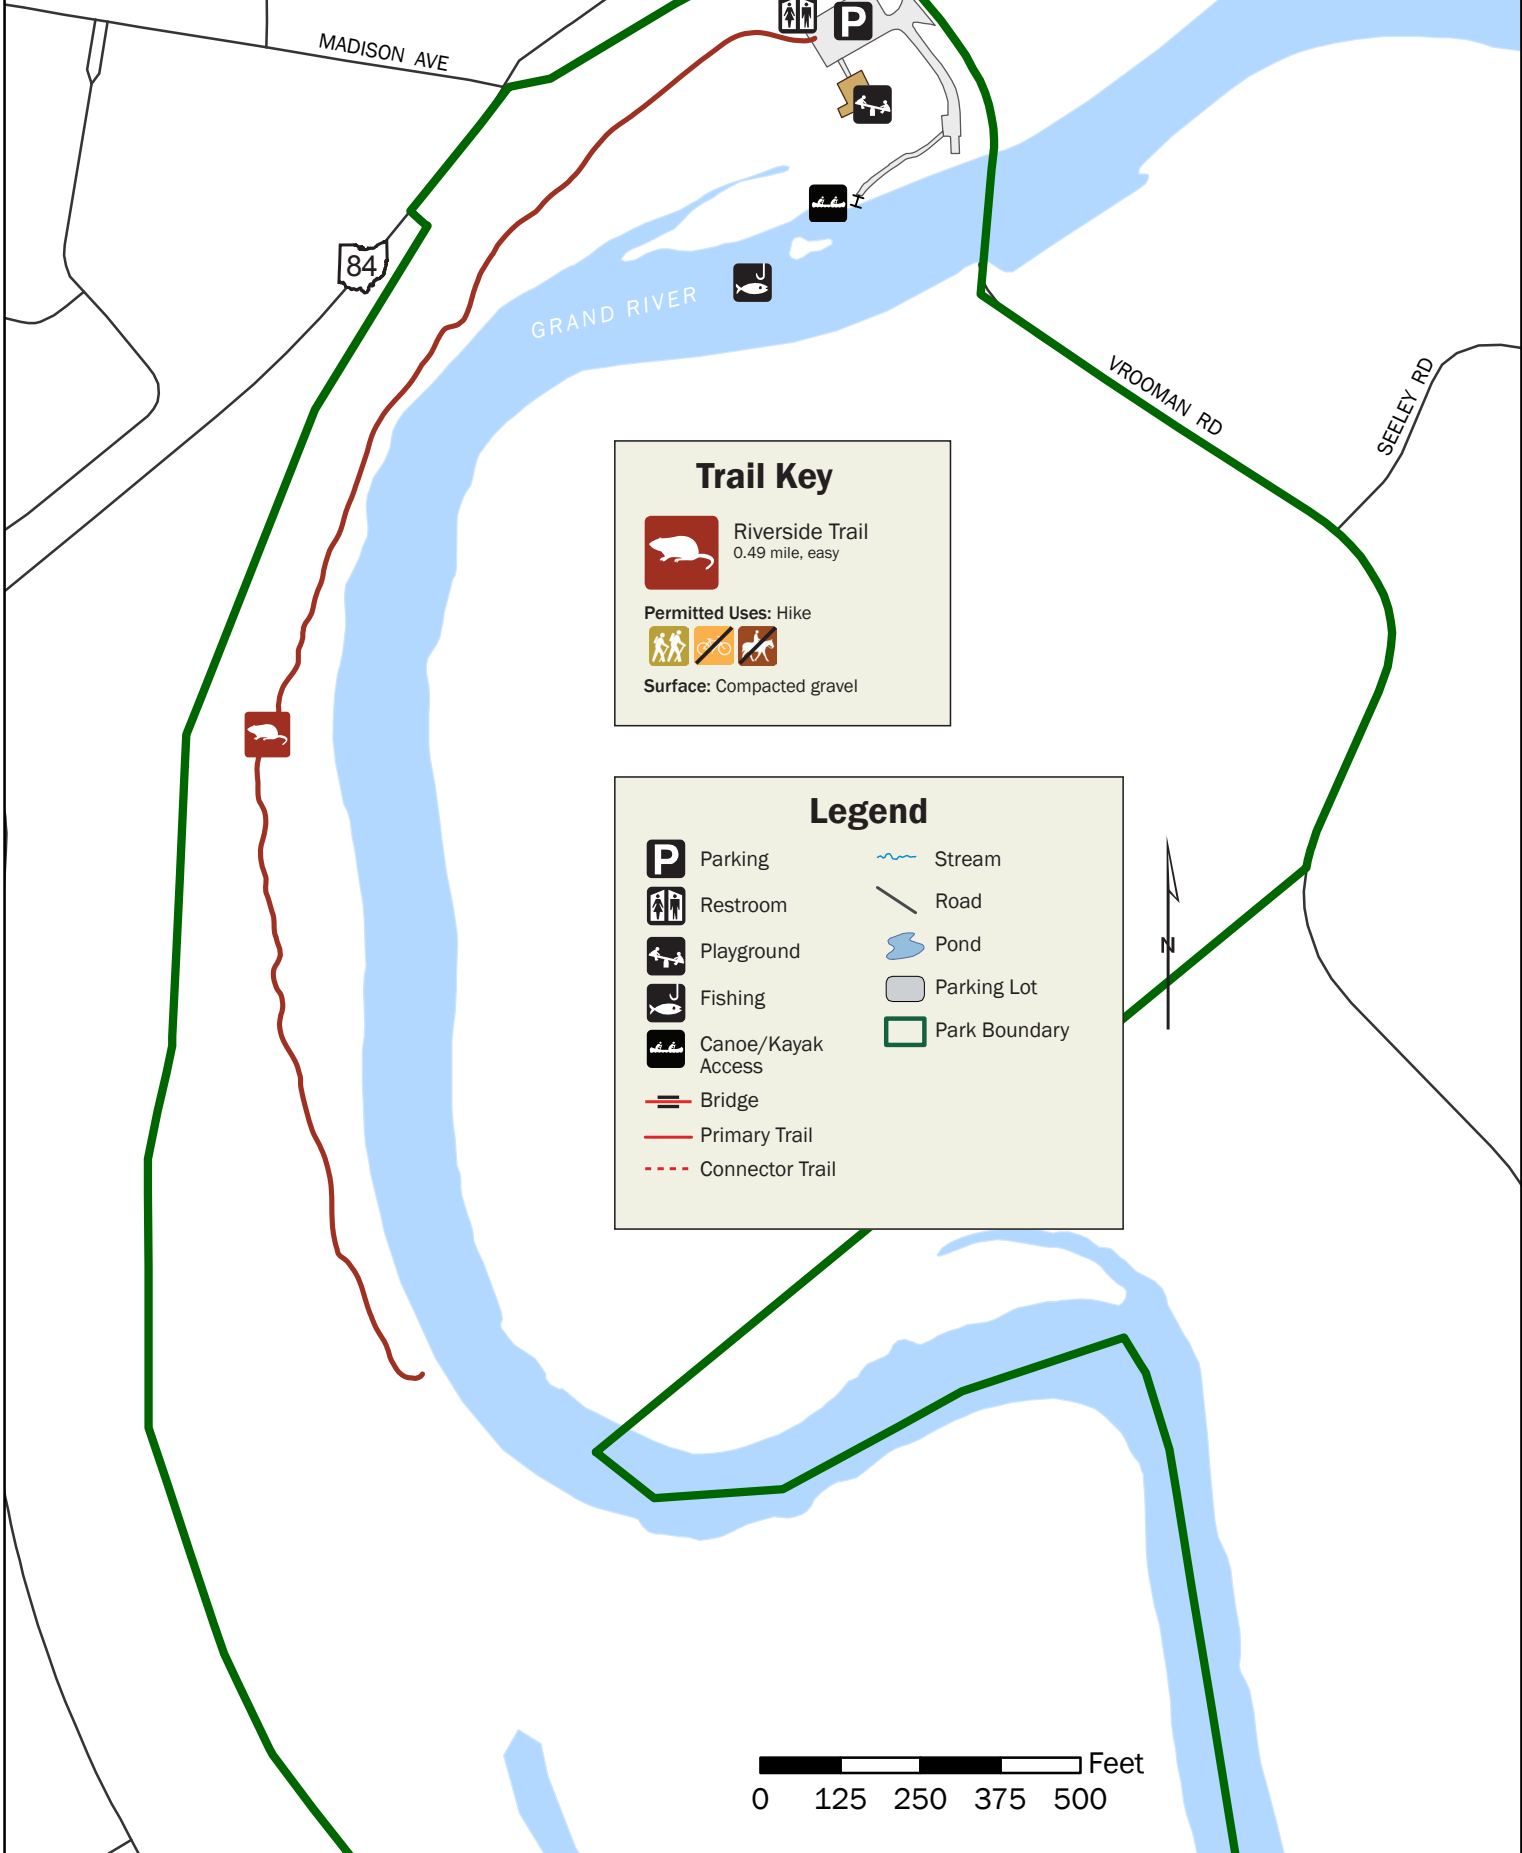 P
MADISON AVE
84
GRAND RIVER
VROOMAN RD
SEELEY RD
Trail Key
Riverside Trail
0.49 mile, easy
Permitted Uses: Hike
Surface: Compacted gravel
Legend
P Parking
Restroom
Playground
Fishing
Canoe/Kayak
Access
Bridge
Primary Trail
Connector Trail
Stream
Road
Pond
Parking Lot
Park Boundary
N
Feet
0 125 250 375 500